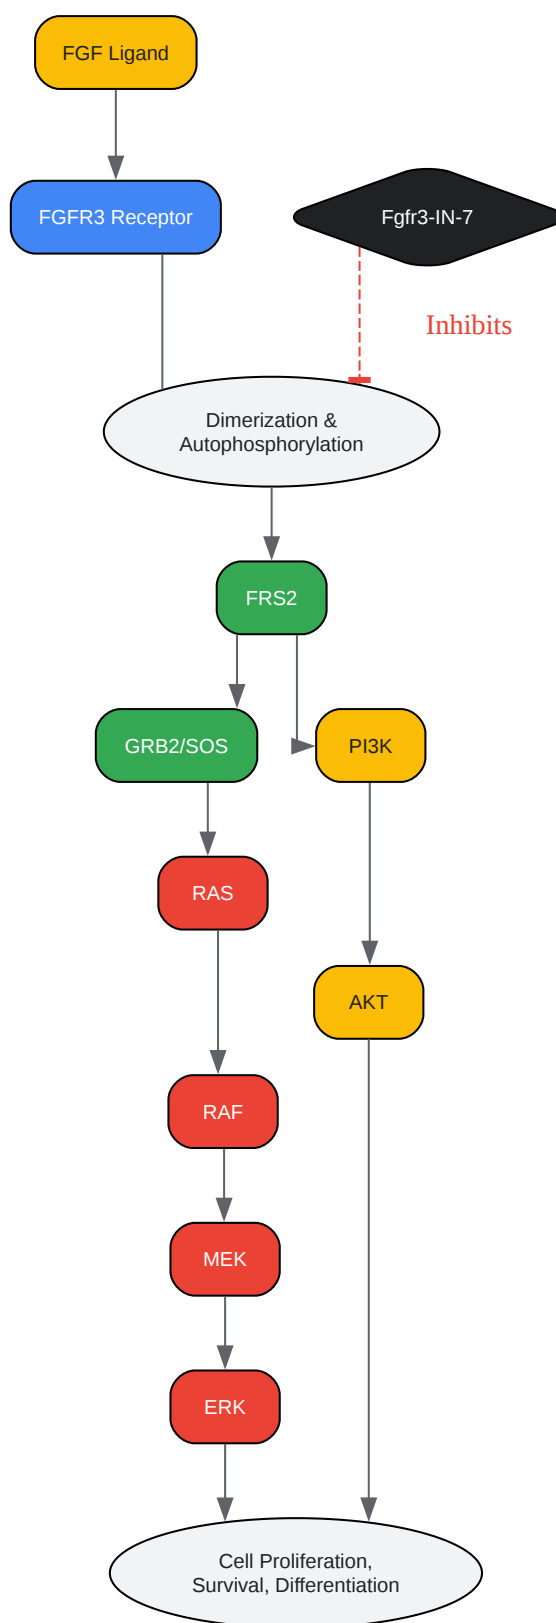 FGF Ligand
FGFR3 Receptor
Fgfr3-IN-7
Inhibits
Dimerization &
Autophosphorylation
FRS2
GRB2/SOS
PI3K
RAS
AKT
RAF
MEK
ERK
Cell Proliferation,
Survival, Differentiation